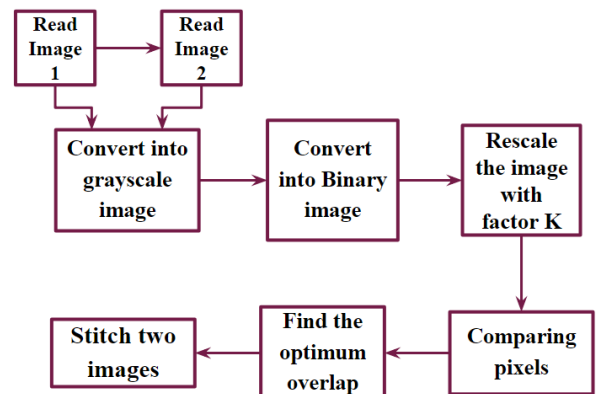 Read
Image
1
Read
Image
2
Convert into
grayscale
image
Convert
into Binary
image
Rescale
the image
with
factor K
Comparing
pixels
Find the
optimum
overlap
Stitch two
images